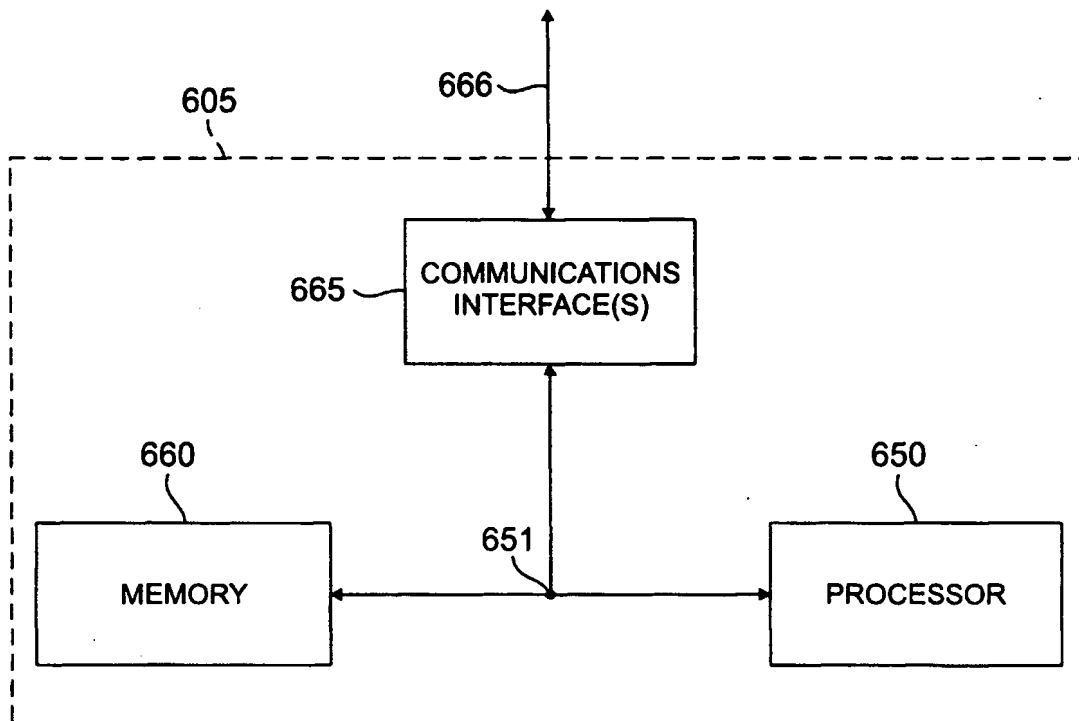 666
605
COMMUNICATIONS
INTERFACE(S)
665
660
650
651
MEMORY
PROCESSOR